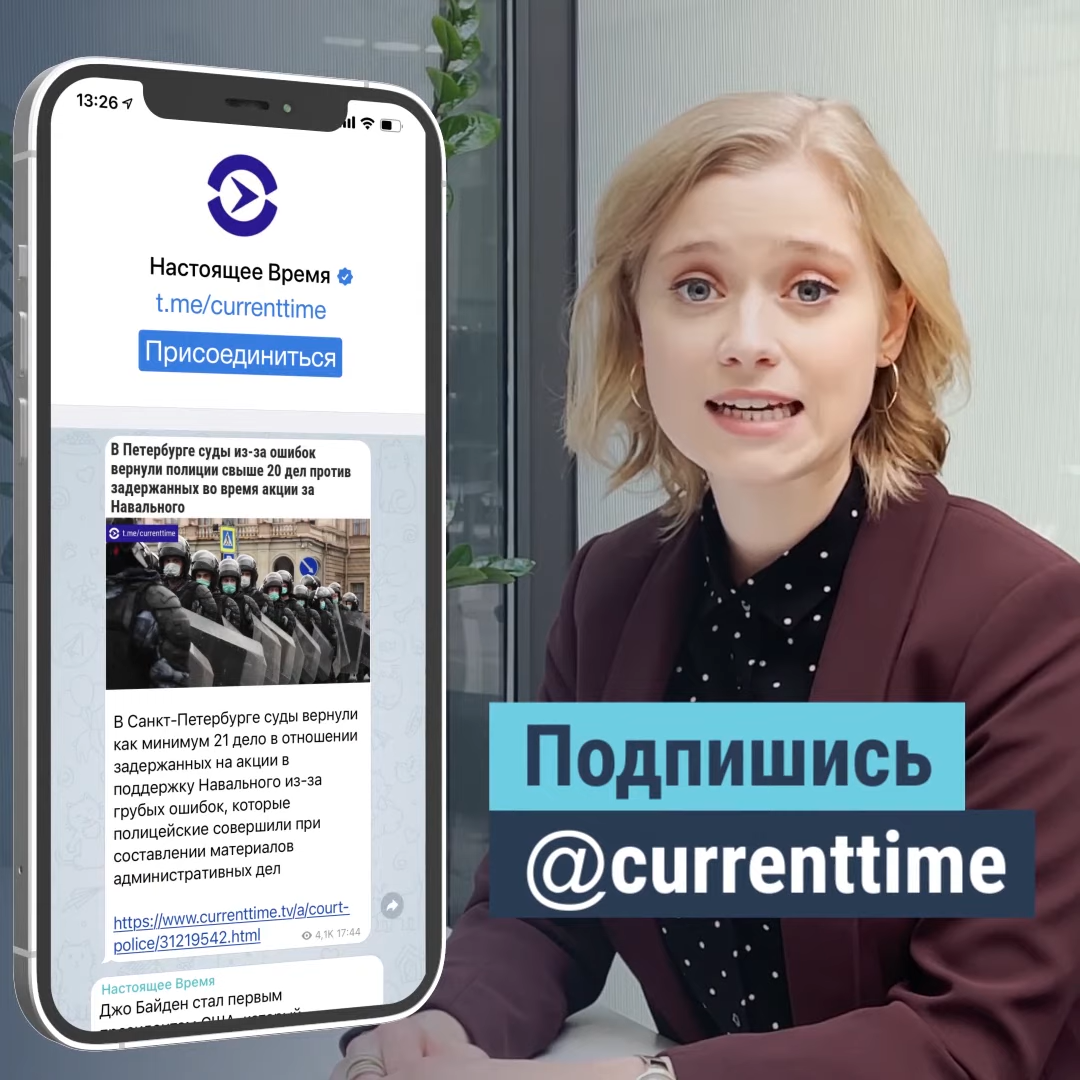 13:26
Настоящее Время
t.me/currenttime
Присоединиться
В Петербурге суды из-за ошибок
вернули полиции свыше 20 дел против
задержанных во время акции за
Навального
t.me/currenttime
В Санкт-Петербурге суды вернули
как минимум 21 дело в отношении
задержанных на акции в
поддержку Навального из-за
грубых ошибок, которые
полицейские совершили при
составлении материалов
административных дел
https://www.currenttime.tv/a/court-
police/31219542.html
4,1K 17:44
Настоящее Время
Джо Байден стал первым
Подпишись
@currenttime